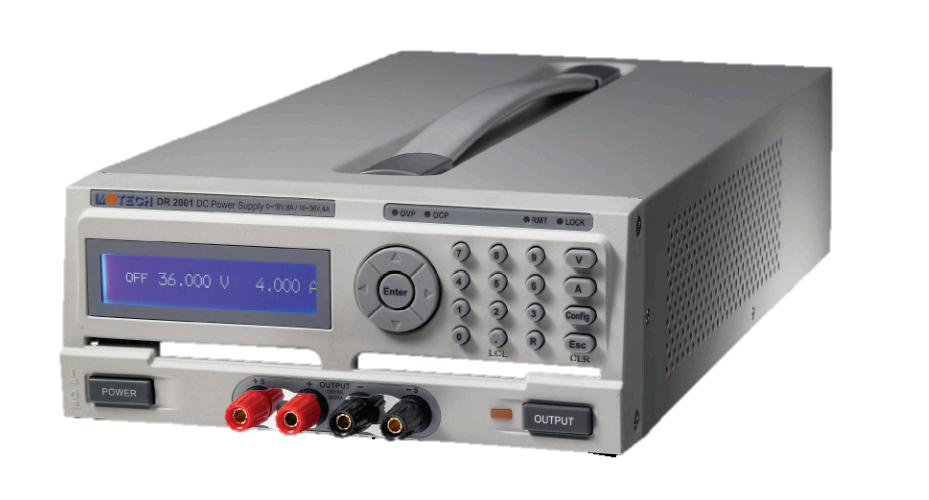 MOTECH DR 2001 DC Power Supply 0~18V,8A / 18~36V,4A
OVP OCP RMT LOCK
OFF 36.000 V 4.000 A
Enter
7 8 9 V
4 5 6 A
1 2 3 Config
0 . R Esc
LCL CLR
POWER
+S + OUTPUT − −S
OUTPUT